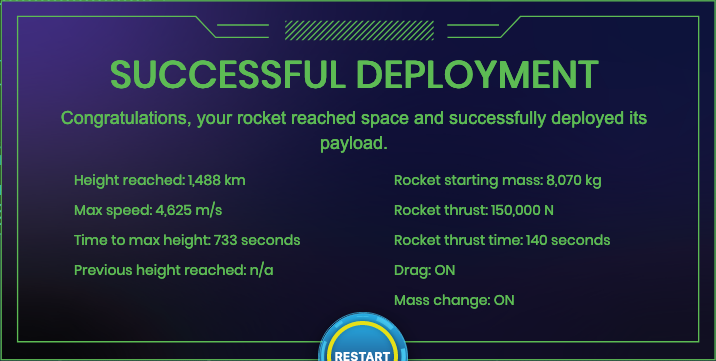 SUCCESSFUL DEPLOYMENT
Congratulations, your rocket reached space and successfully deployed its
payload.
Height reached: 1,488 km
Max speed: 4,625 m/s
Time to max height: 733 seconds
Previous height reached: n/a
Rocket starting mass: 8,070 kg
Rocket thrust: 150,000 N
Rocket thrust time: 140 seconds
Drag: ON
Mass change: ON
RESTART